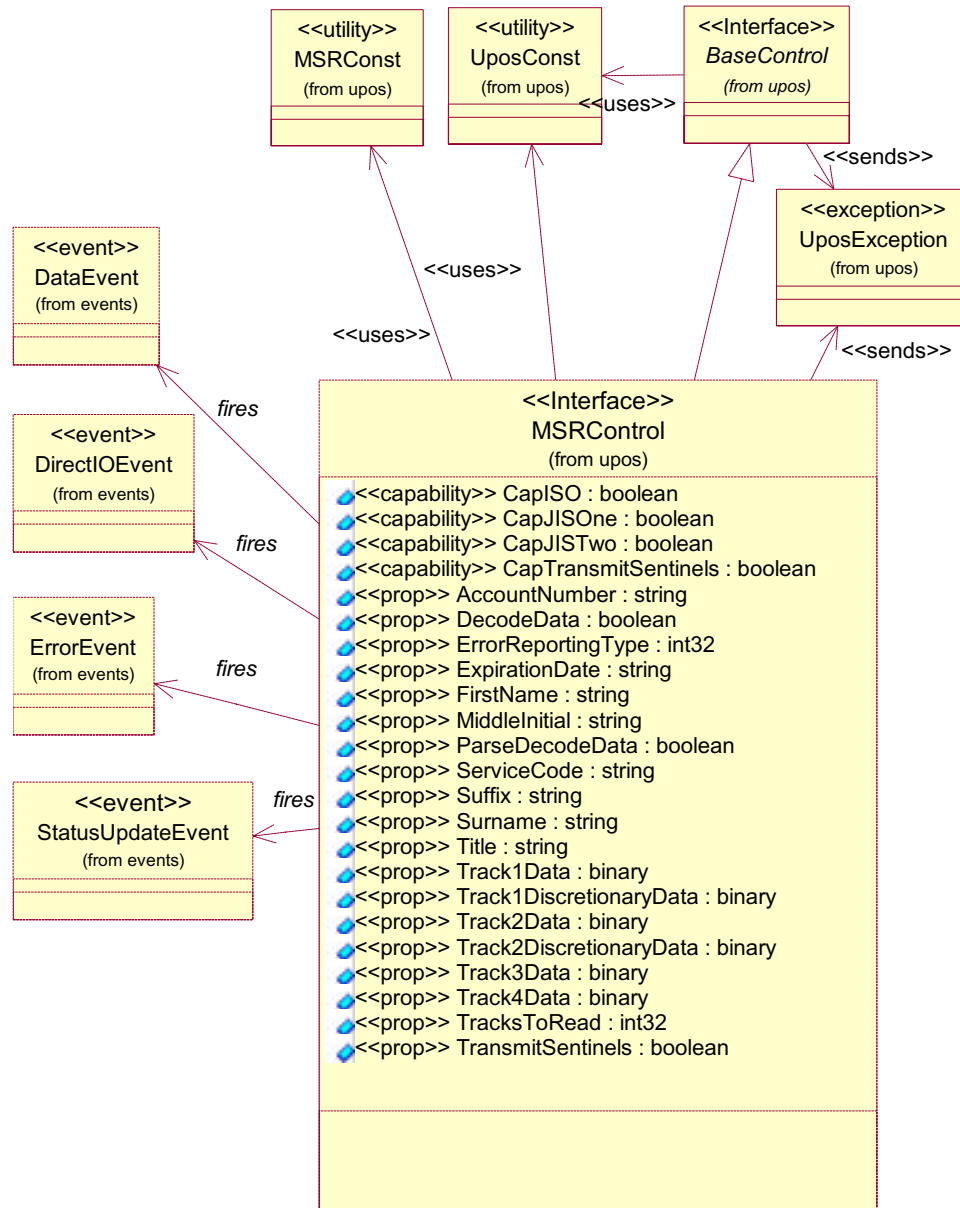 <<utility>>
MSRConst
(from upos)
<<utility>>
UposConst
(from upos)
<<Interface>>
BaseControl
(from upos)
<<uses>>
<<sends>>
<<exception>>
UposException
(from upos)
<<event>>
DataEvent
(from events)
<<uses>>
<<uses>>
<<sends>>
fires
<<event>>
DirectIOEvent
(from events)
fires
<<event>>
ErrorEvent
(from events)
fires
<<event>>
StatusUpdateEvent
(from events)
fires
<<Interface>>
MSRControl
(from upos)
<<capability>> CapISO : boolean
<<capability>> CapJISOne : boolean
<<capability>> CapJISTwo : boolean
<<capability>> CapTransmitSentinels : boolean
<<prop>> AccountNumber : string
<<prop>> DecodeData : boolean
<<prop>> ErrorReportingType : int32
<<prop>> ExpirationDate : string
<<prop>> FirstName : string
<<prop>> MiddleInitial : string
<<prop>> ParseDecodeData : boolean
<<prop>> ServiceCode : string
<<prop>> Suffix : string
<<prop>> Surname : string
<<prop>> Title : string
<<prop>> Track1Data : binary
<<prop>> Track1DiscretionaryData : binary
<<prop>> Track2Data : binary
<<prop>> Track2DiscretionaryData : binary
<<prop>> Track3Data : binary
<<prop>> Track4Data : binary
<<prop>> TracksToRead : int32
<<prop>> TransmitSentinels : boolean